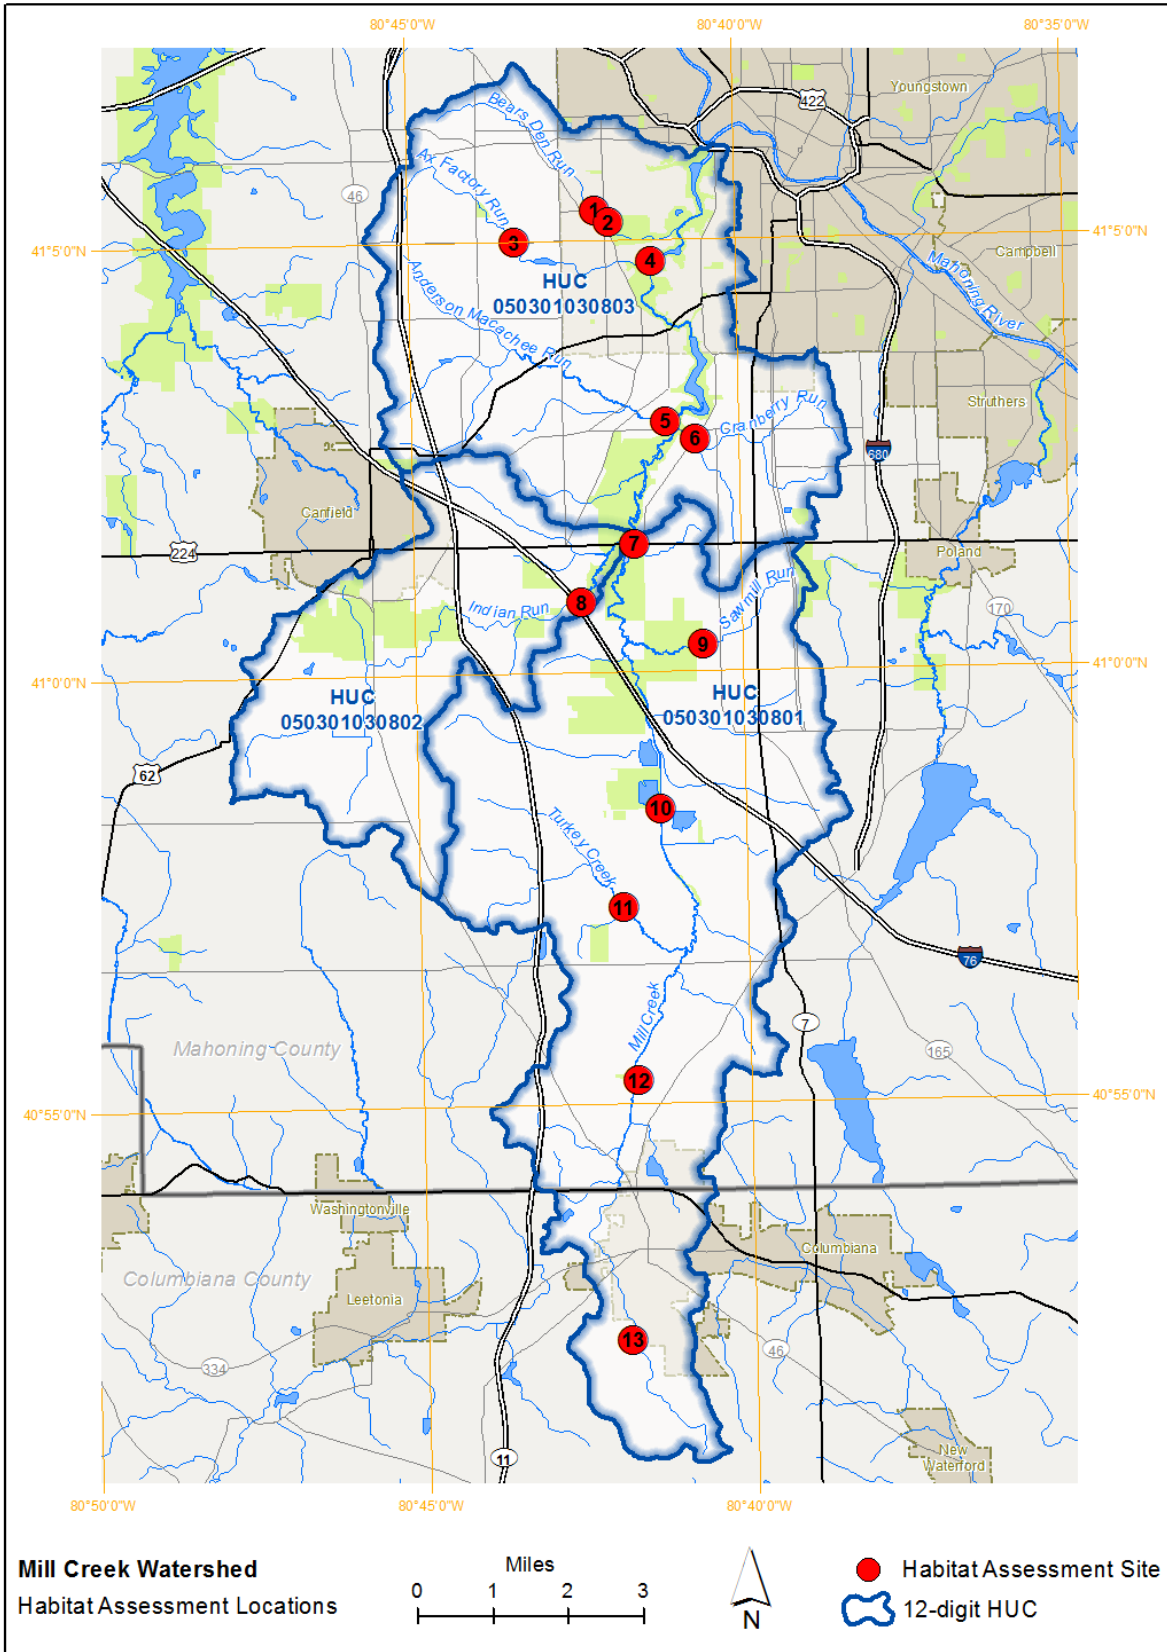 80°45'0"W
80°40'0"W
80°35'0"W
Youngstown
422
Bears Den Run
Ax Factory Run
46
1
2
3
4
41°5'0"N
41°5'0"N
Campbell
Mahoning River
HUC
050301030803
Anderson Macachee Run
Struthers
Cranberry Run
5
6
680
Canfield
7
224
Poland
Indian Run
8
Sawmill Run
9
170
41°0'0"N
41°0'0"N
HUC
050301030802
HUC
050301030801
62
10
Turkey Creek
11
76
Mill Creek
7
165
Mahoning County
12
40°55'0"N
40°55'0"N
Washingtonville
Columbiana
Columbiana County
Leetonia
13
46
334
11
New
Waterford
80°50'0"W
80°45'0"W
80°40'0"W
Mill Creek Watershed
Habitat Assessment Locations
Miles
0 1 2 3
N
Habitat Assessment Site
12-digit HUC